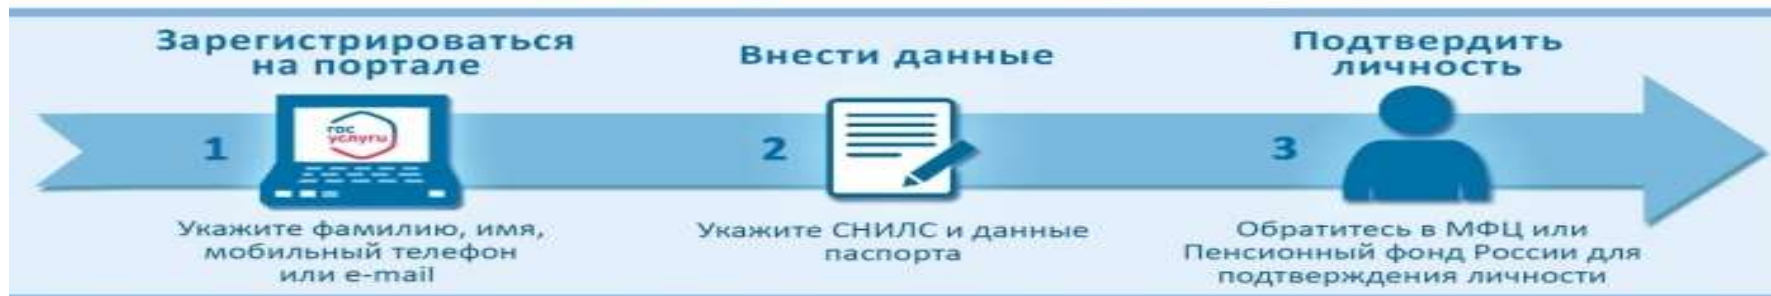 Зарегистрироваться
на портале
1
гос
услуги
Укажите фамилию, имя,
мобильный телефон
или e-mail
Внести данные
2
Укажите СНИЛС и данные
паспорта
Подтвердить
личность
3
Обратитесь в МФЦ или
Пенсионный фонд России для
подтверждения личности